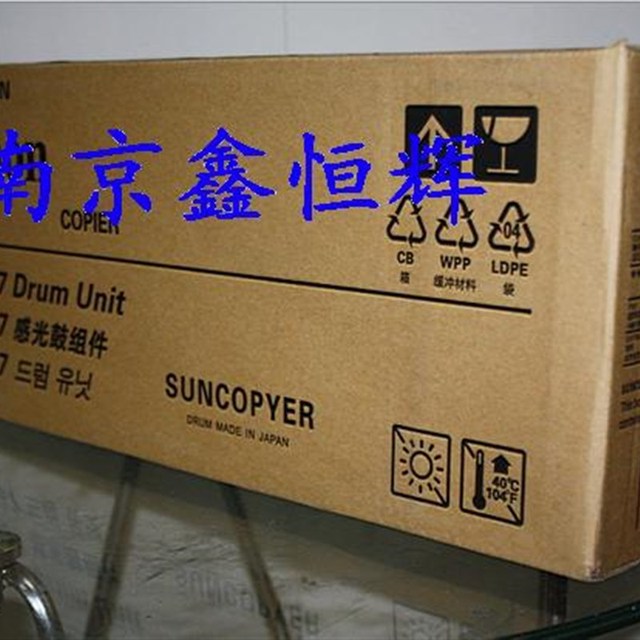 N
南京鑫恒辉
COPIER
CB
箱
WPP
缓冲材料
04
LDPE
袋
7 Drum Unit
7 感光鼓组件
7 드럼 유닛
SUNCOPYER
DRUM MADE IN JAPAN
40℃
104°F